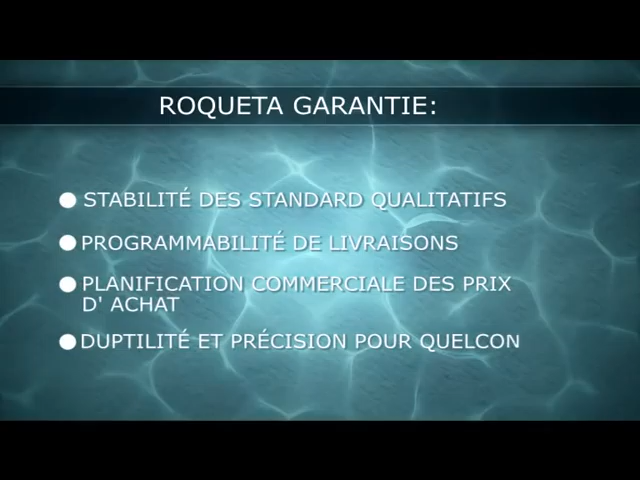 ROQUETA GARANTIE:
● STABILITÉ DES STANDARD QUALITATIFS
● PROGRAMMABILITÉ DE LIVRAISONS
● PLANIFICATION COMMERCIALE DES PRIX
D' ACHAT
● DUPTILITÉ ET PRÉCISION POUR QUELCON